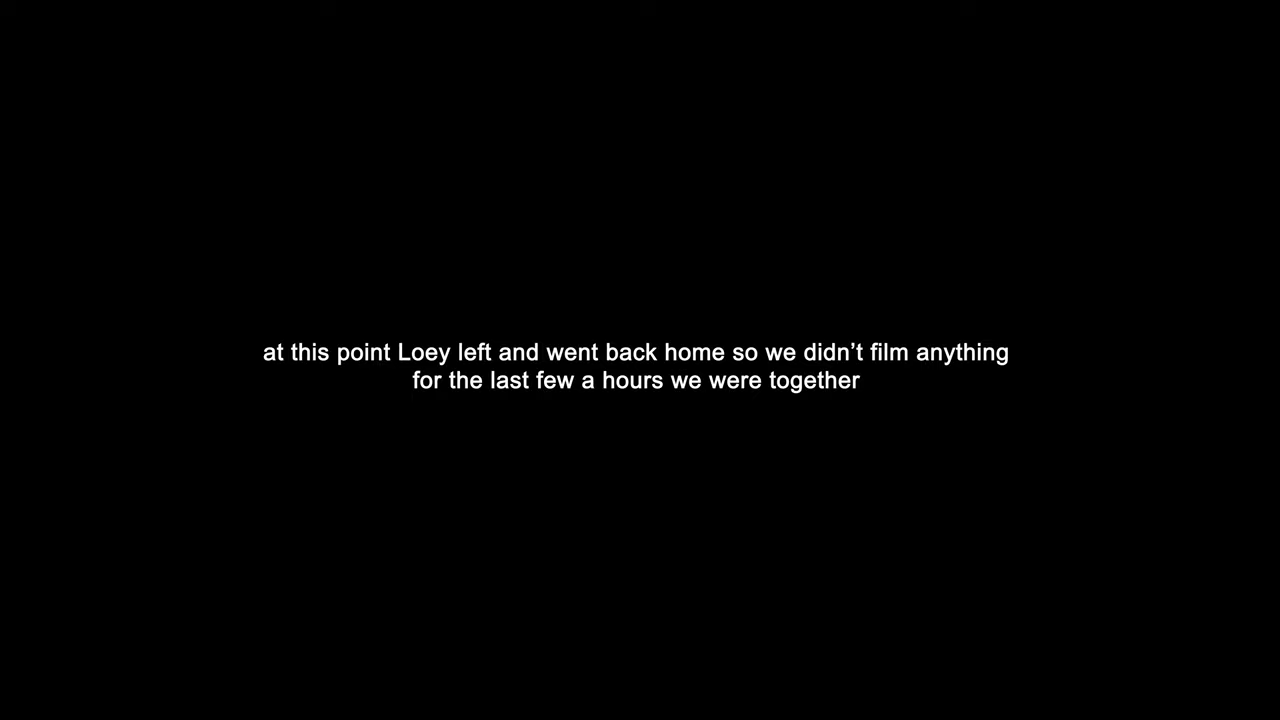 at this point Loey left and went back home so we didn’t film anything
for the last few a hours we were together